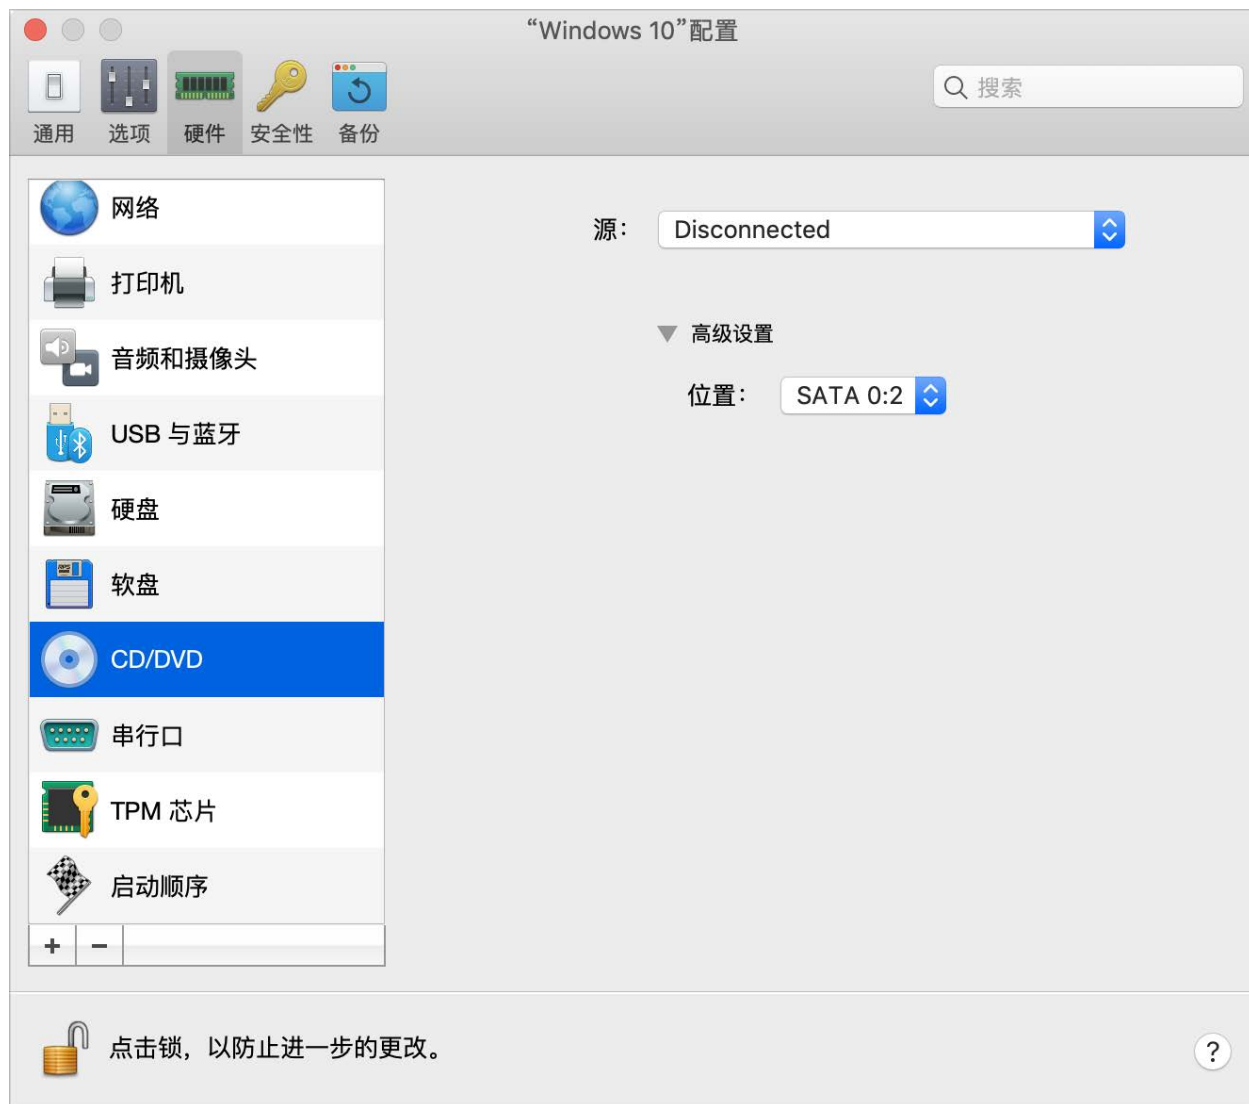 “Windows 10”配置
通用 选项 硬件 安全性 备份
搜索
网络
打印机
音频和摄像头
USB 与蓝牙
硬盘
软盘
CD/DVD
串行口
TPM 芯片
启动顺序
+ −
源： Disconnected
高级设置
位置： SATA 0:2
点击锁，以防止进一步的更改。
?